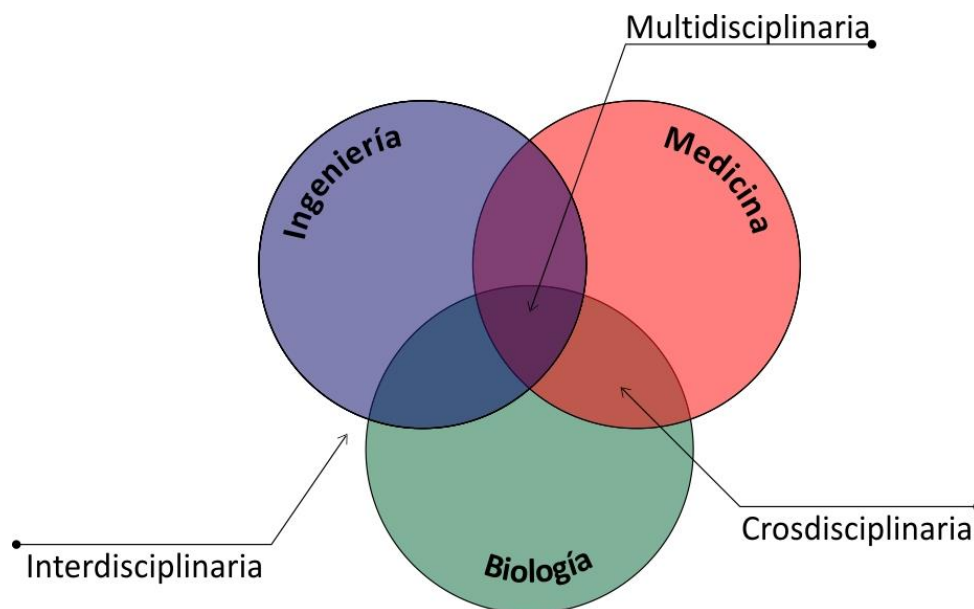 Multidisciplinaria
Ingeniería
Medicina
Crosdisciplinaria
Interdisciplinaria
Biología